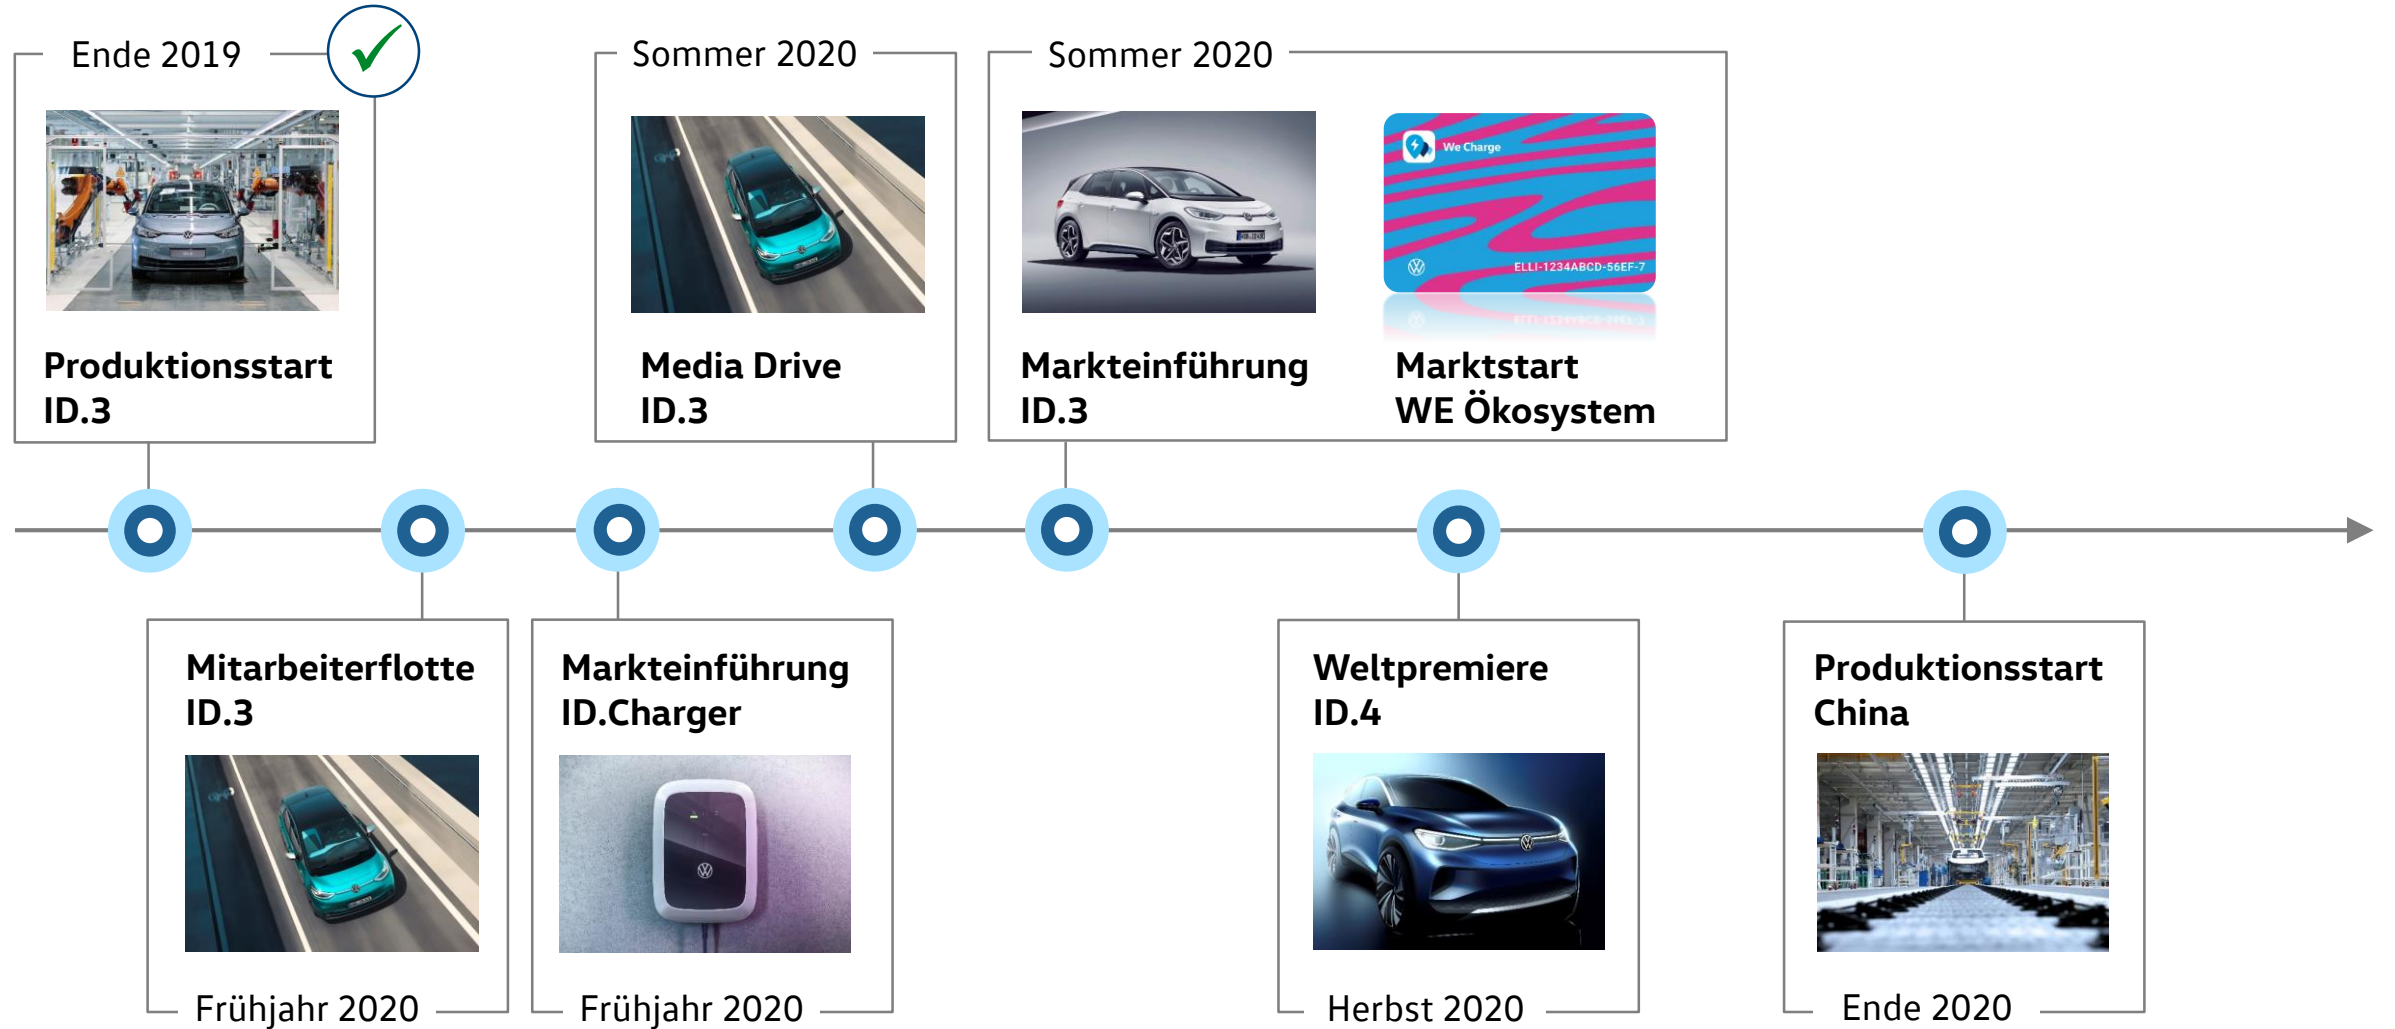 Ende 2019
Produktionsstart
ID.3
Sommer 2020
Media Drive
ID.3
Sommer 2020
We Charge
ELLI-1234ABCD-56EF-7
Markteinführung
ID.3
Marktstart
WE Ökosystem
Mitarbeiterflotte
ID.3
Frühjahr 2020
Markteinführung
ID.Charger
Frühjahr 2020
Weltpremiere
ID.4
Herbst 2020
Produktionsstart
China
Ende 2020